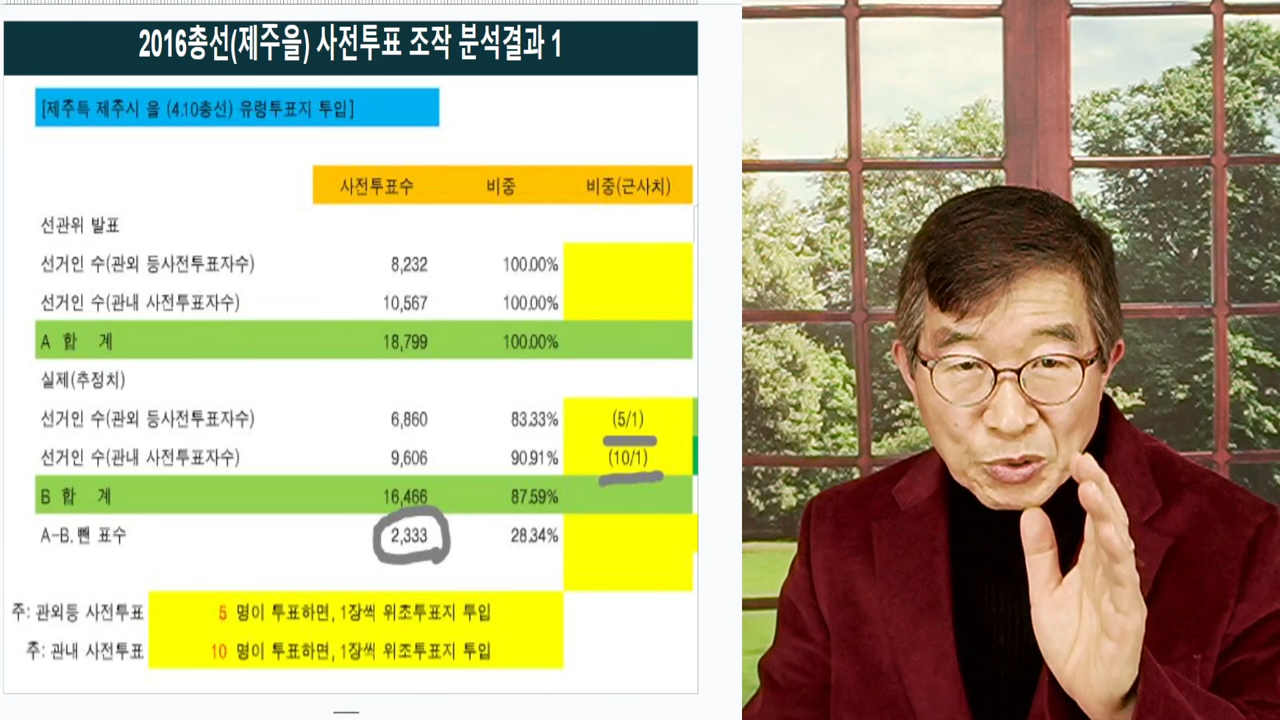 2016총선(제주을) 사전투표 조작 분석결과 1
[제주특 제주시 을 (4.10총선) 유령투표지 투입]
사전투표수 비중 비중(근사치)
선관위 발표
선거인 수(관외 등사전투표자수) 8,232 100.00%
선거인 수(관내 사전투표자수) 10,567 100.00%
A 합 계 18,799 100.00%
실제(추정치)
선거인 수(관외 등사전투표자수) 6,860 83.33% (5/1)
선거인 수(관내 사전투표자수) 9,606 90.91% (10/1)
B 합 계 16,466 87.59%
A-B.뺀 표수 2,333 28.34%
주: 관외등 사전투표 5 명이 투표하면, 1장씩 위조투표지 투입
주: 관내 사전투표 10 명이 투표하면, 1장씩 위조투표지 투입